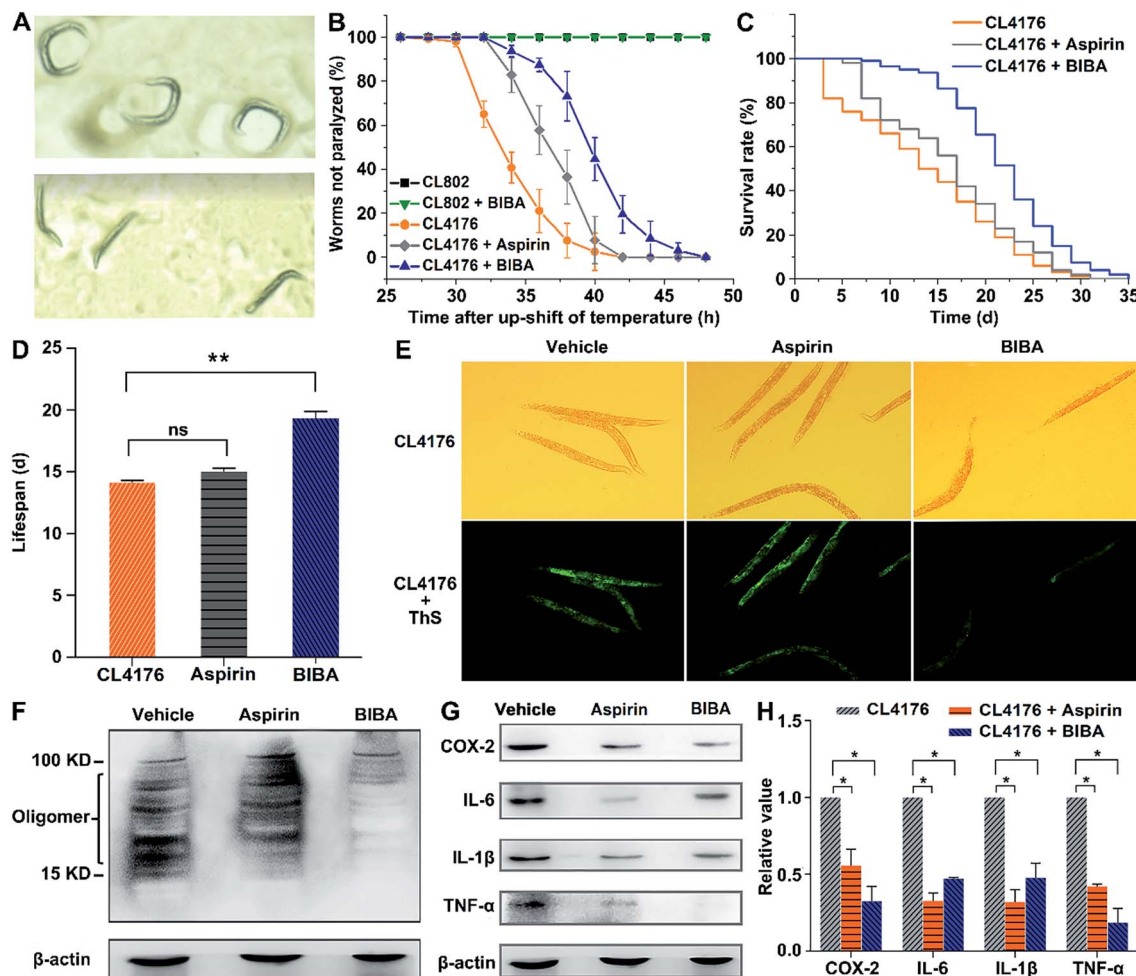 A
B
Worms not paralyzed (%)
100
80
60
40
20
0
CL802
CL802 + BIBA
CL4176
CL4176 + Aspirin
CL4176 + BIBA
25 30 35 40 45 50
Time after up-shift of temperature (h)
C
CL4176
CL4176 + Aspirin
CL4176 + BIBA
Survival rate (%)
100
80
60
40
20
0
0 5 10 15 20 25 30 35
Time (d)
D
Lifespan (d)
25
20
15
10
5
0
**
ns
CL4176 Aspirin BIBA
E
Vehicle Aspirin BIBA
CL4176
CL4176
+
ThS
F
Vehicle Aspirin BIBA
100 KD
Oligomer
15 KD
β-actin
G
Vehicle Aspirin BIBA
COX-2
IL-6
IL-1β
TNF-α
β-actin
H
CL4176
CL4176 + Aspirin
CL4176 + BIBA
Relative value
1.5
1.0
0.5
0.0
* * * *
* * * *
COX-2 IL-6 IL-1β TNF-α